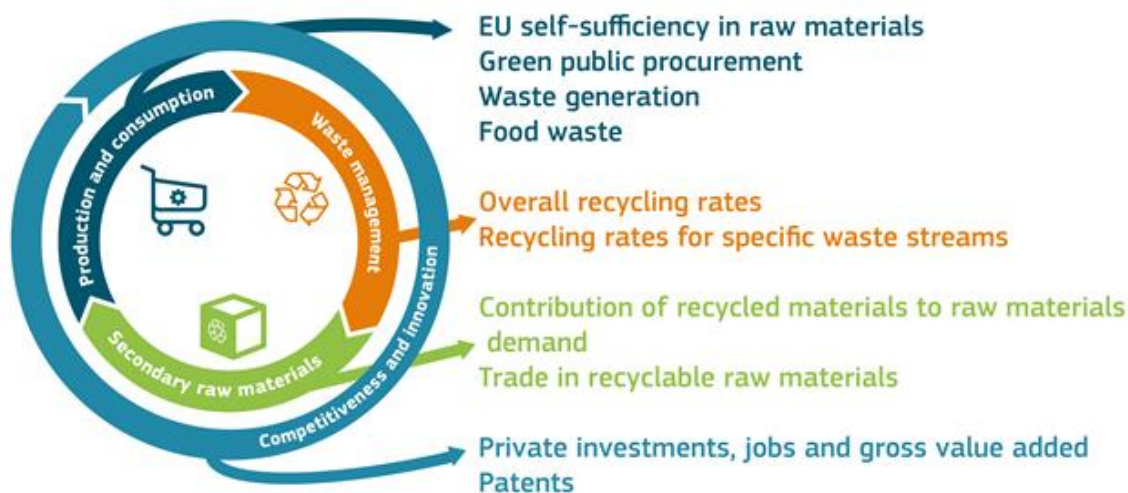 EU self-sufficiency in raw materials
Green public procurement
Waste generation
Food waste
Production and consumption
Waste management
Overall recycling rates
Recycling rates for specific waste streams
Secondary raw materials
Contribution of recycled materials to raw materials
demand
Trade in recyclable raw materials
Competitiveness and innovation
Private investments, jobs and gross value added
Patents